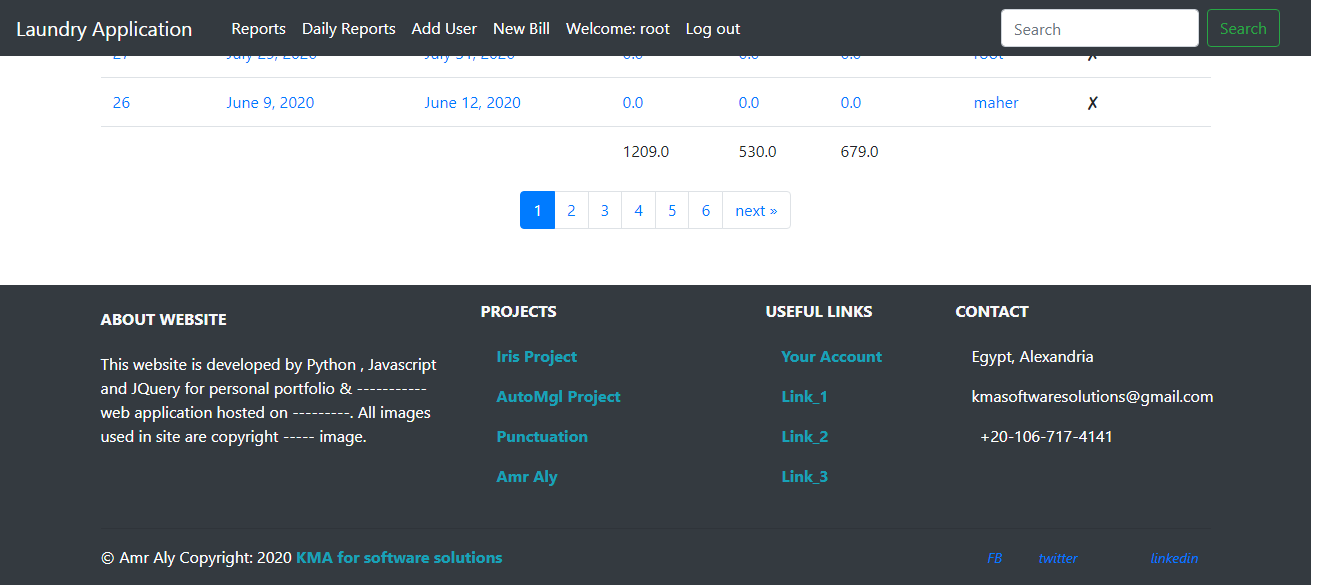 Laundry Application Reports Daily Reports Add User New Bill Welcome: root Log out Search Search
27 July 29, 2020 July 31, 2020 0.0 0.0 0.0 root ✗
26 June 9, 2020 June 12, 2020 0.0 0.0 0.0 maher ✗
1209.0 530.0 679.0
1 2 3 4 5 6 next »
ABOUT WEBSITE
This website is developed by Python , Javascript
and JQuery for personal portfolio & -----------
web application hosted on ---------. All images
used in site are copyright ----- image.
PROJECTS
Iris Project
AutoMgl Project
Punctuation
Amr Aly
USEFUL LINKS
Your Account
Link_1
Link_2
Link_3
CONTACT
Egypt, Alexandria
kmasoftwaresolutions@gmail.com
+20-106-717-4141
© Amr Aly Copyright: 2020 KMA for software solutions
FB twitter linkedin